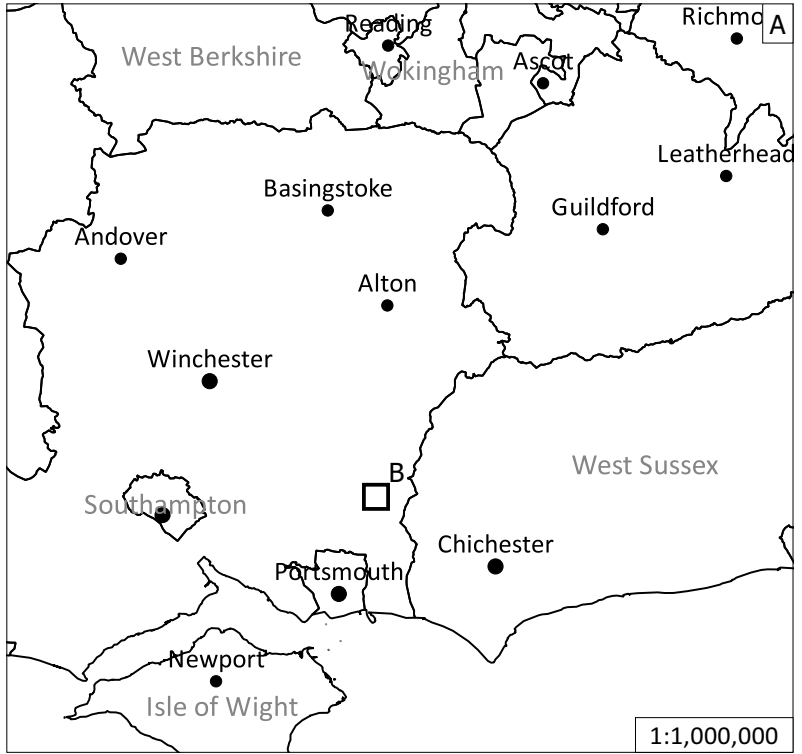 Reading
Richmo
A
West Berkshire
Wokingham
Ascot
Leatherhead
Basingstoke
Guildford
Andover
Alton
Winchester
West Sussex
B
Southampton
Chichester
Portsmouth
Newport
Isle of Wight
1:1,000,000